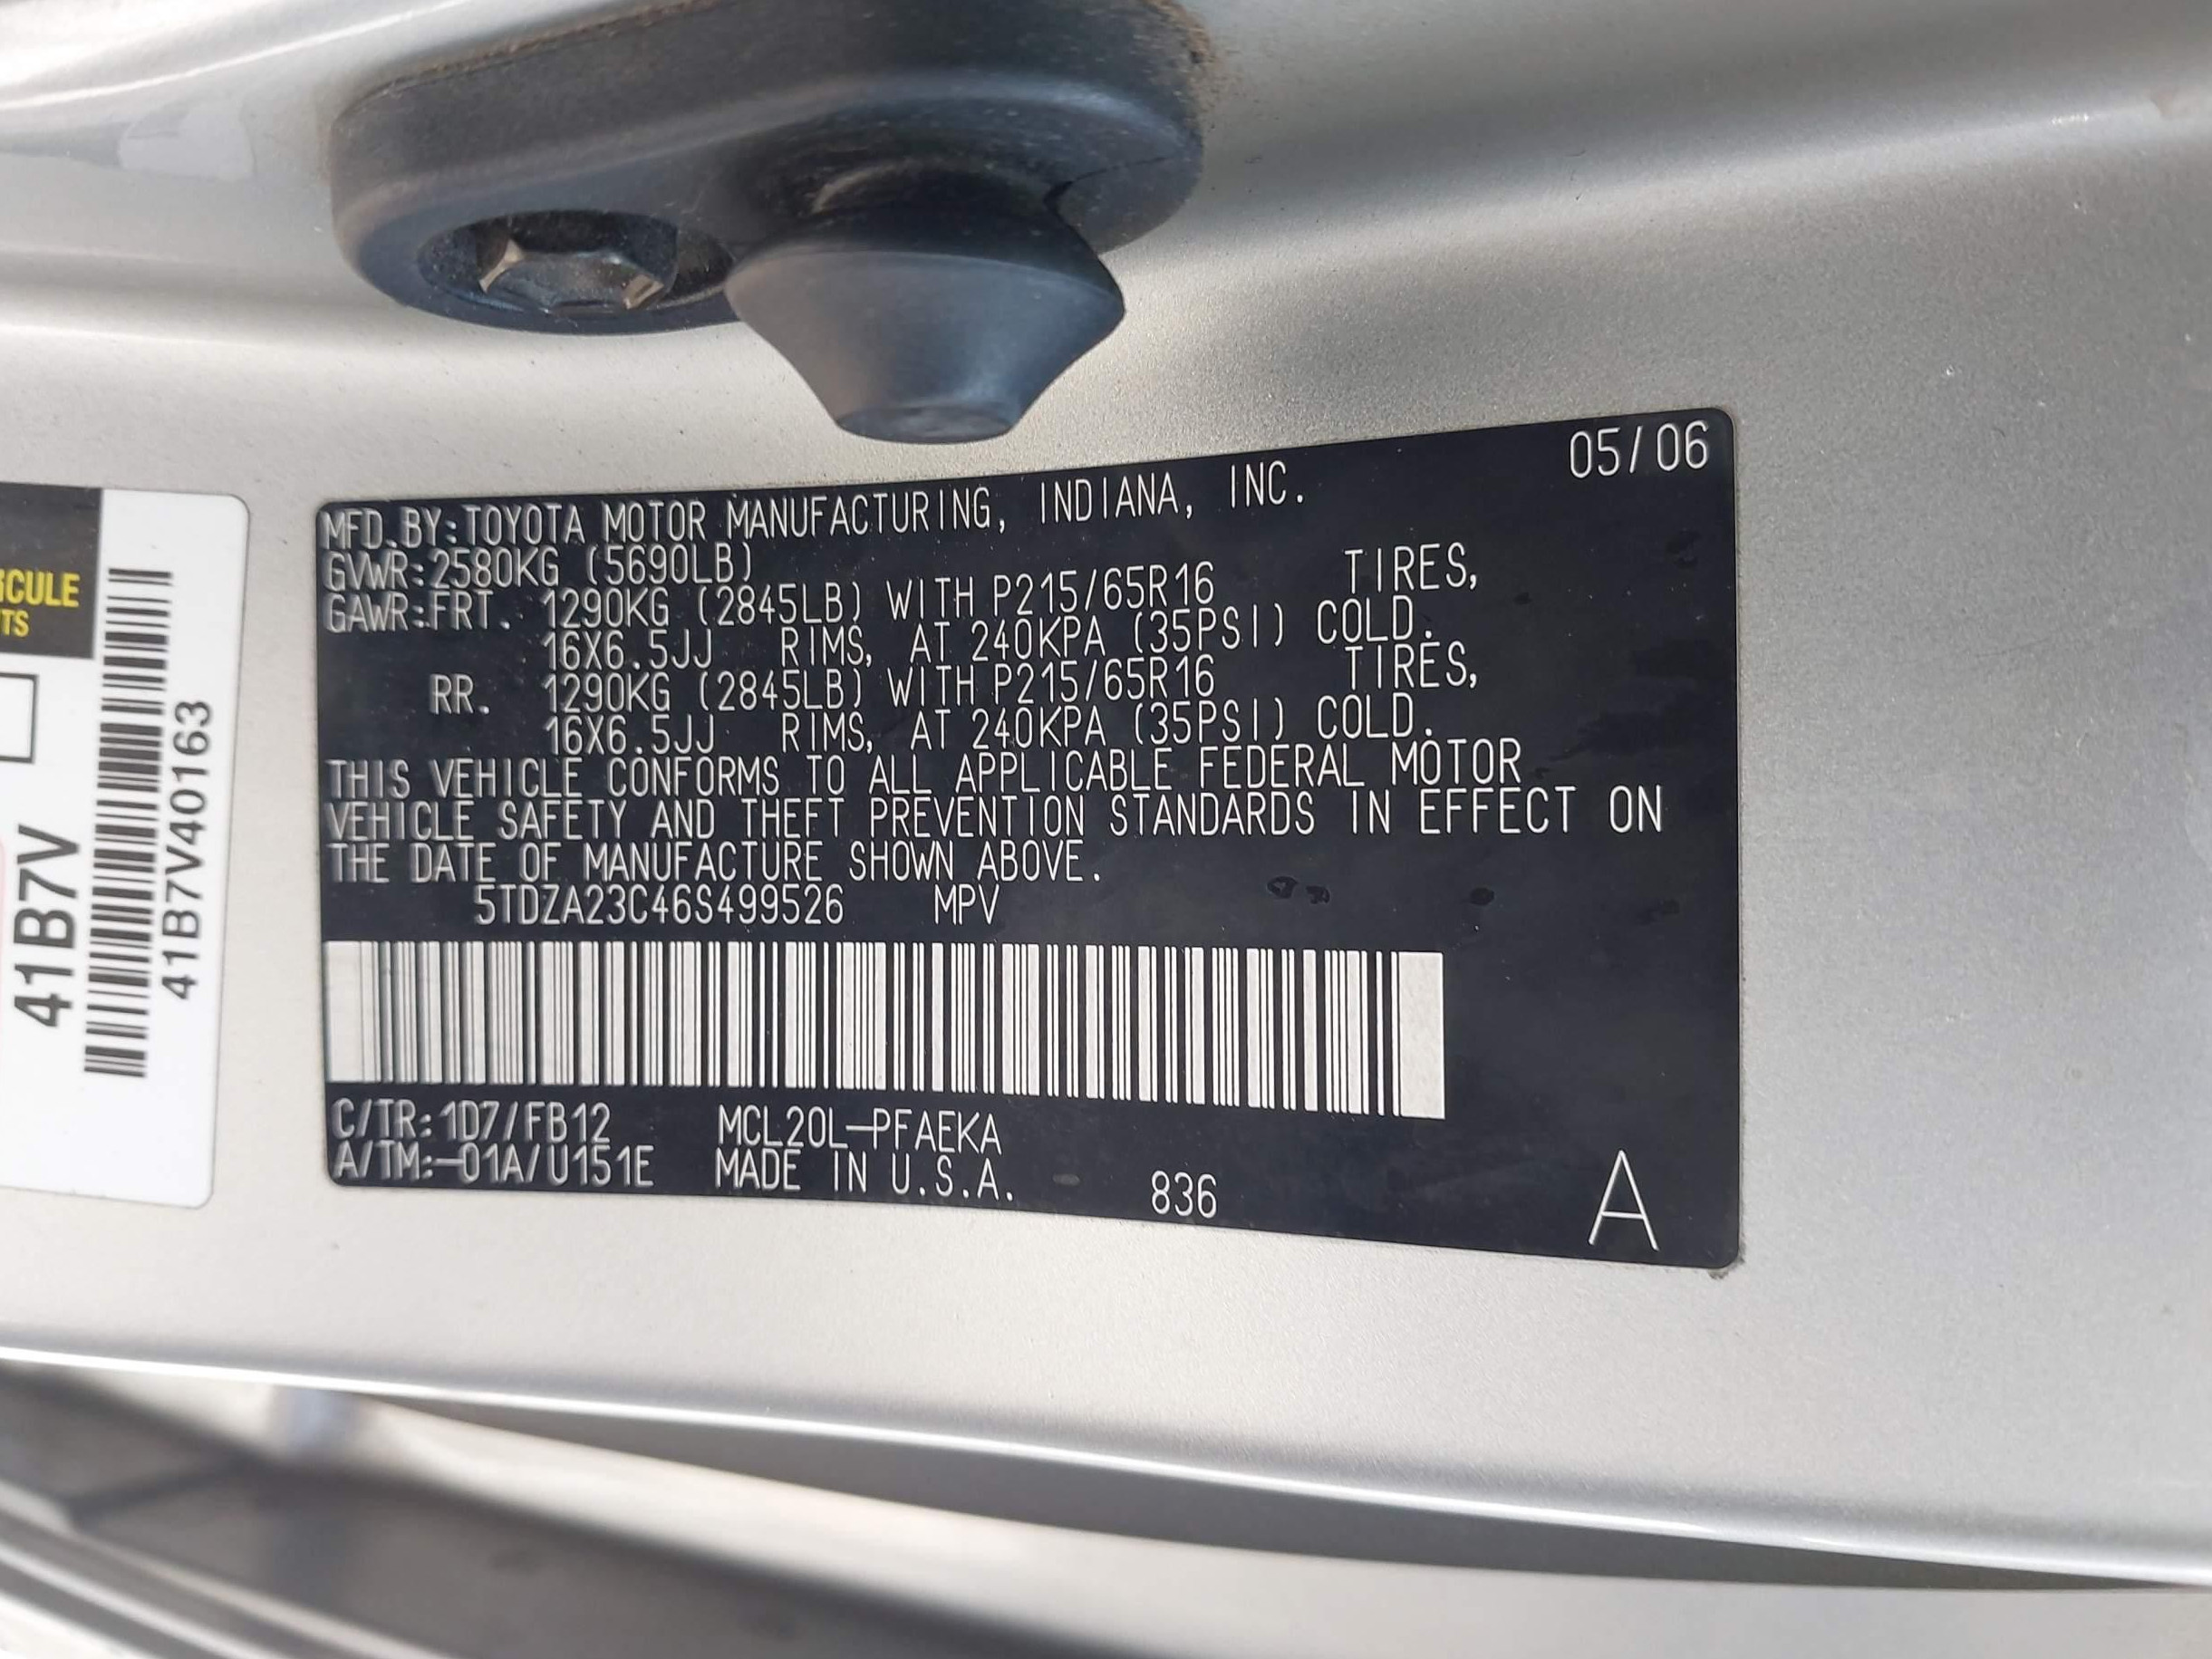 05/06
MFD.BY:TOYOTA MOTOR MANUFACTURING, INDIANA, INC.
GVWR:2580KG (5690LB)
GAWR:FRT. 1290KG (2845LB) WITH P215/65R16 TIRES,
16X6.5JJ RIMS, AT 240KPA (35PSI) COLD.
RR. 1290KG (2845LB) WITH P215/65R16 TIRES,
16X6.5JJ RIMS, AT 240KPA (35PSI) COLD.
THIS VEHICLE CONFORMS TO ALL APPLICABLE FEDERAL MOTOR
VEHICLE SAFETY AND THEFT PREVENTION STANDARDS IN EFFECT ON
THE DATE OF MANUFACTURE SHOWN ABOVE.
5TDZA23C46S499526 MPV
C/TR:1D7/FB12 MCL20L-PFAEKA
A/TM:-01A/U151E MADE IN U.S.A. 836
A
ICULE
TS
41B7V
41B7V40163